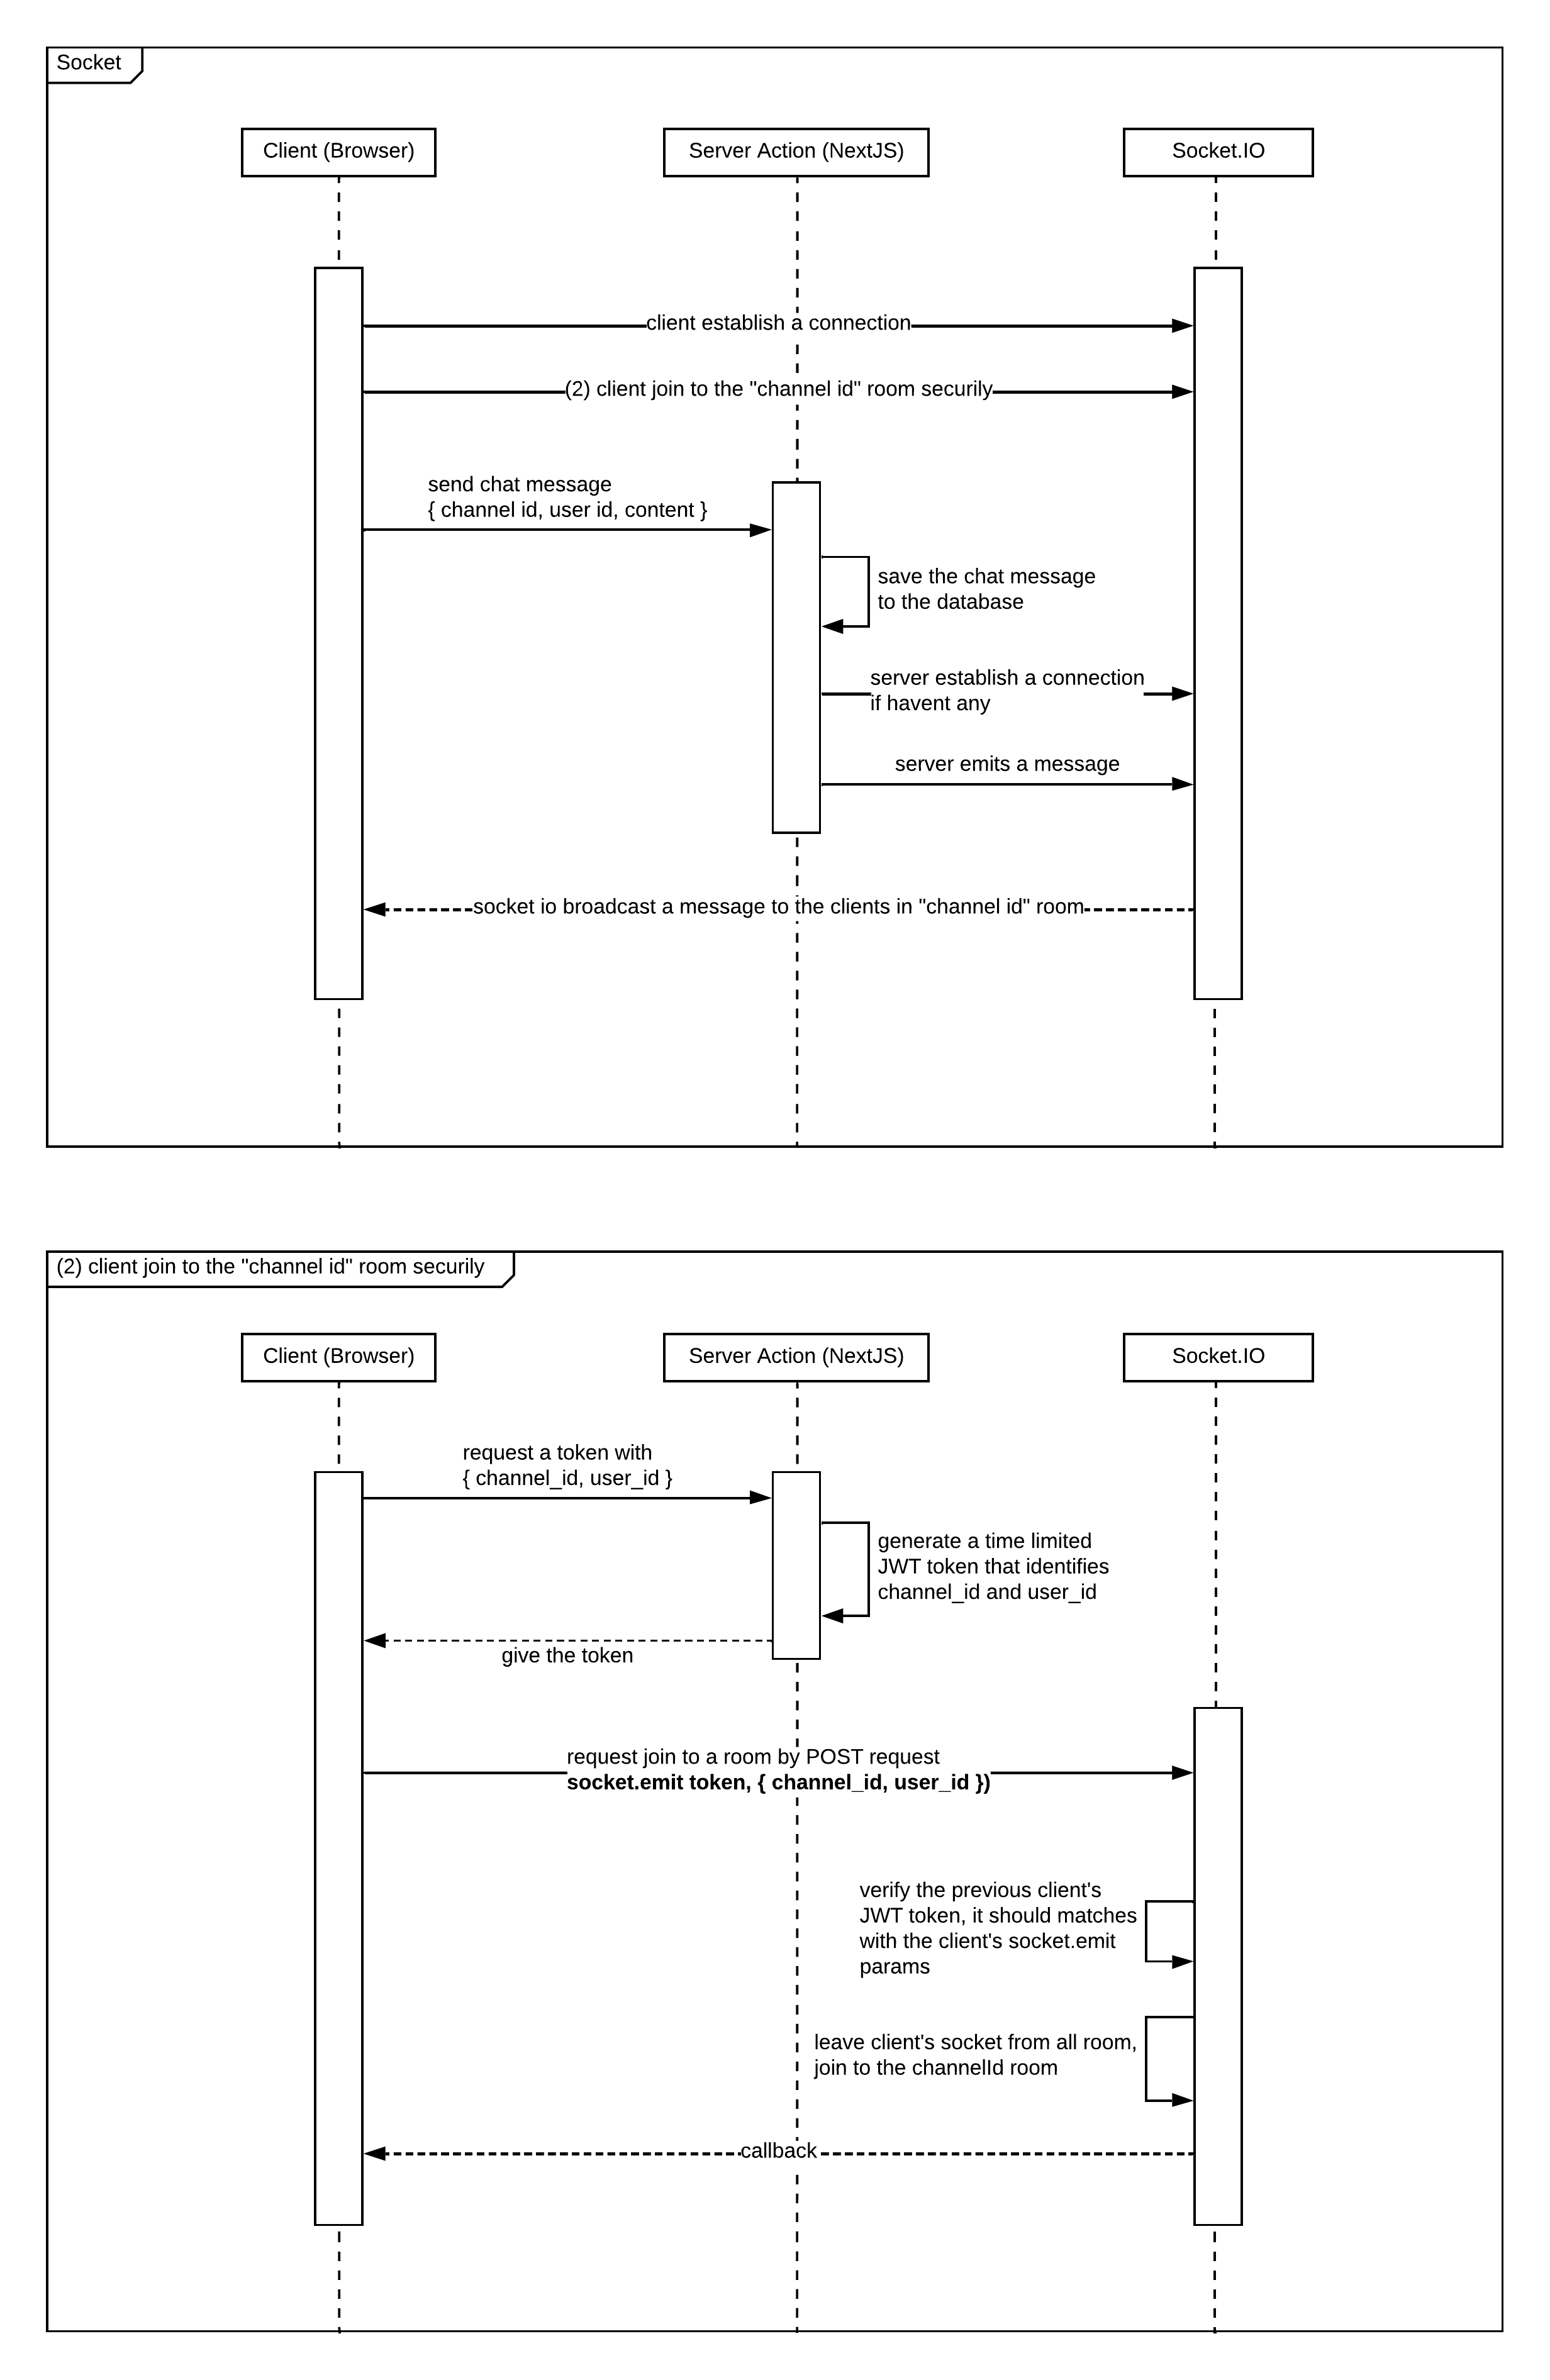 Socket
Client (Browser)
Server Action (NextJS)
Socket.IO
client establish a connection
(2) client join to the "channel id" room securily
send chat message
{ channel id, user id, content }
save the chat message
to the database
server establish a connection
if havent any
server emits a message
socket io broadcast a message to the clients in "channel id" room
(2) client join to the "channel id" room securily
Client (Browser)
Server Action (NextJS)
Socket.IO
request a token with
{ channel_id, user_id }
generate a time limited
JWT token that identifies
channel_id and user_id
give the token
request join to a room by POST request
socket.emit token, { channel_id, user_id })
verify the previous client's
JWT token, it should matches
with the client's socket.emit
params
leave client's socket from all room,
join to the channelId room
callback